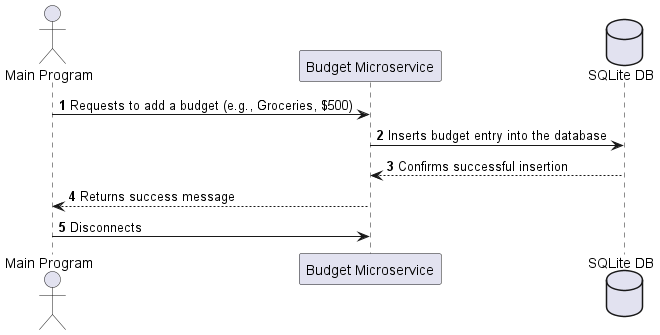 Main Program
Budget Microservice
SQLite DB
1 Requests to add a budget (e.g., Groceries, $500)
2 Inserts budget entry into the database
3 Confirms successful insertion
4 Returns success message
5 Disconnects
Main Program
Budget Microservice
SQLite DB